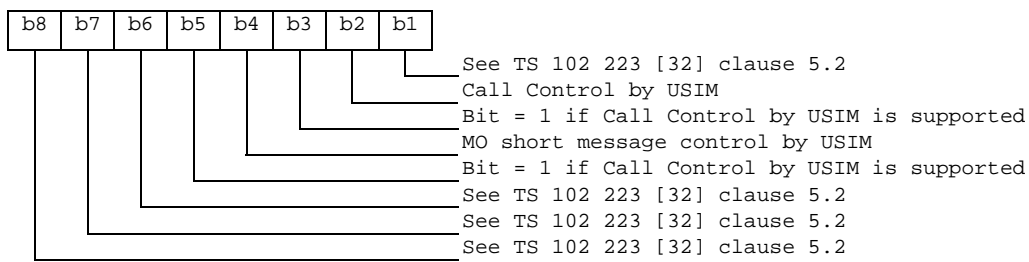 b8 b7 b6 b5 b4 b3 b2 b1
See TS 102 223 [32] clause 5.2
Call Control by USIM
Bit = 1 if Call Control by USIM is supported
MO short message control by USIM
Bit = 1 if Call Control by USIM is supported
See TS 102 223 [32] clause 5.2
See TS 102 223 [32] clause 5.2
See TS 102 223 [32] clause 5.2